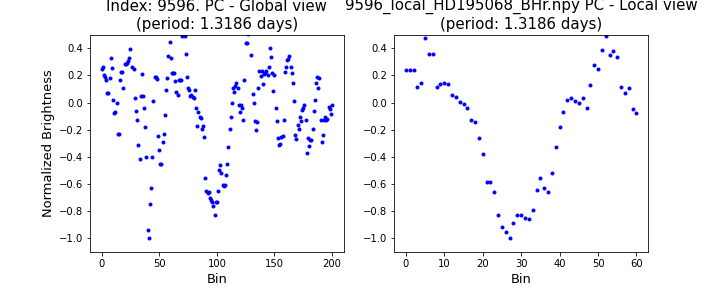 Index: 9596. PC - Global view
(period: 1.3186 days)
9596_local_HD195068_BHr.npy PC - Local view
(period: 1.3186 days)
Normalized Brightness
0.4
0.2
0.0
−0.2
−0.4
−0.6
−0.8
−1.0
0 50 100 150 200
Bin
0.4
0.2
0.0
−0.2
−0.4
−0.6
−0.8
−1.0
0 10 20 30 40 50 60
Bin